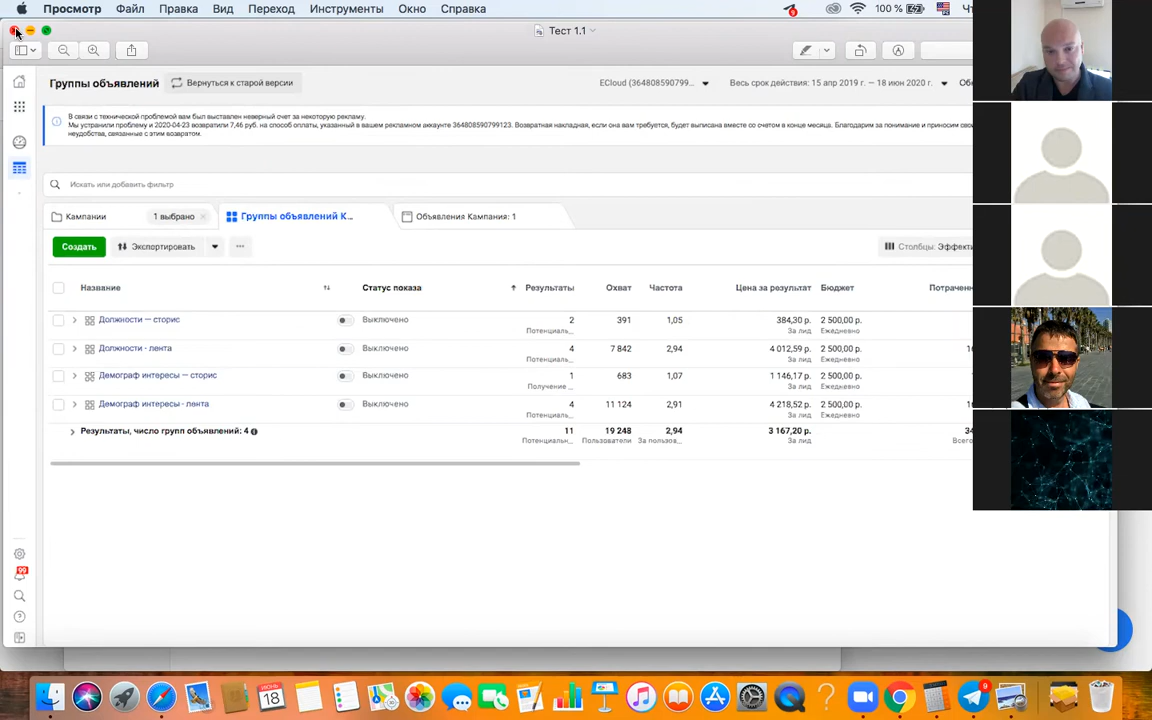 Просмотр Файл Правка Вид Переход Инструменты Окно Справка 100 %
Тест 1.1
Группы объявлений Вернуться к старой версии ECloud (364808590799... Весь срок действия: 15 апр 2019 г. — 18 июн 2020 г.
В связи с технической проблемой вам был выставлен неверный счет за некоторую рекламу.
Мы устранили проблему и 2020-04-23 возвратили 7,46 руб. на способ оплаты, указанный в вашем рекламном аккаунте 364808590799123. Возвратная накладная, если она вам требуется, будет выписана вместо со счетом в конце месяца. Благодарим за понимание и приносим
неудобства, связанные с этим возвратом.
Искать или добавить фильтр
Кампании 1 выбрано Группы объявлений К... Объявления Кампания: 1
Создать Экспортировать Столбцы:
Название Статус показа Результаты Охват Частота Цена за результат Бюджет
Должности — сторис Выключено 2 391 1,05 384,30 р. 2 500,00 р.
Потенциаль... За лид Ежедневно
Должности - лента Выключено 4 7 842 2,94 4 012,59 р. 2 500,00 р.
Потенциаль... За лид Ежедневно
Демограф интересы — сторис Выключено 1 683 1,07 1 146,17 р. 2 500,00 р.
Получение ... За лид Ежедневно
Демограф интересы - лента Выключено 4 11 124 2,91 4 218,52 р. 2 500,00 р.
Потенциаль... За лид Ежедневно
Результаты, число групп объявлений: 4 11 19 248 2,94 3 167,20 р.
Потенциальн... Пользователи За пользов... За лид
99
ИЮНЬ
18
9